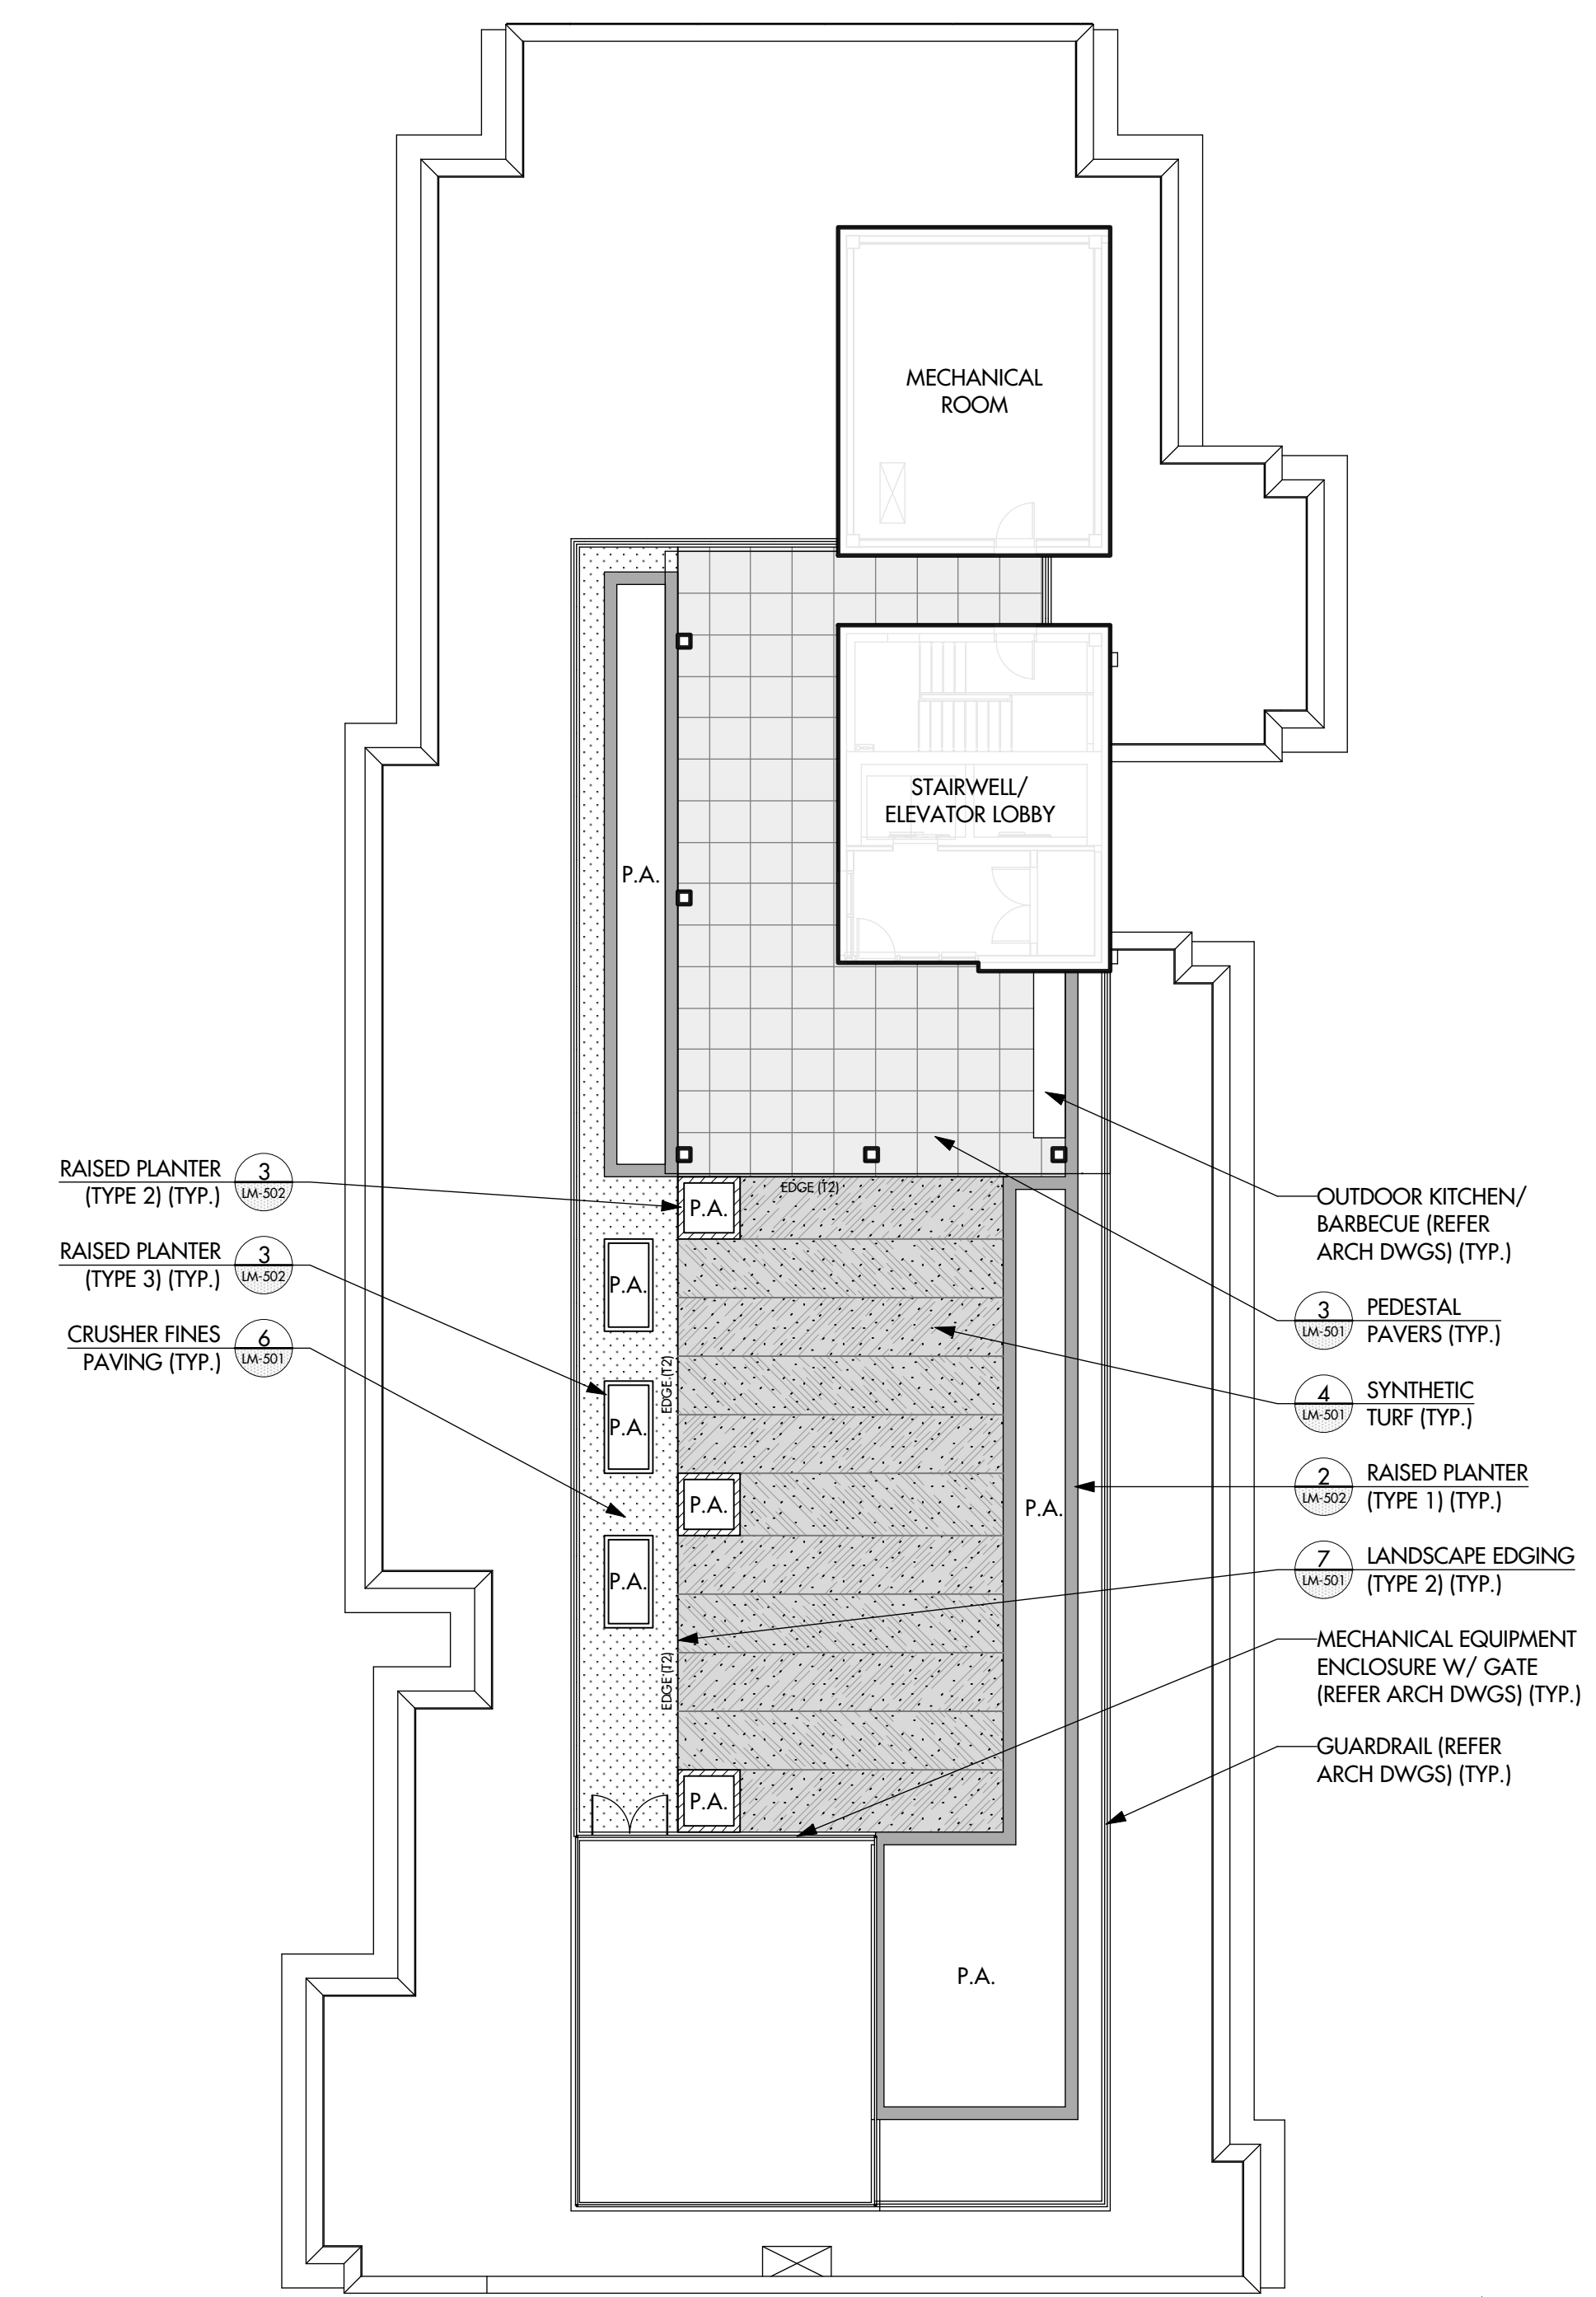 MECHANICAL
ROOM
STAIRWELL/
ELEVATOR LOBBY
P.A.
RAISED PLANTER
(TYPE 2) (TYP.)
3
LM-502
RAISED PLANTER
(TYPE 3) (TYP.)
3
LM-502
CRUSHER FINES
PAVING (TYP.)
6
LM-501
EDGE (T2)
P.A.
P.A.
EDGE (T2)
P.A.
P.A.
P.A.
P.A.
EDGE (T2)
P.A.
P.A.
OUTDOOR KITCHEN/
BARBECUE (REFER
ARCH DWGS) (TYP.)
3
LM-501
PEDESTAL
PAVERS (TYP.)
4
LM-501
SYNTHETIC
TURF (TYP.)
2
LM-502
RAISED PLANTER
(TYPE 1) (TYP.)
7
LM-501
LANDSCAPE EDGING
(TYPE 2) (TYP.)
MECHANICAL EQUIPMENT
ENCLOSURE W/ GATE
(REFER ARCH DWGS) (TYP.)
GUARDRAIL (REFER
ARCH DWGS) (TYP.)